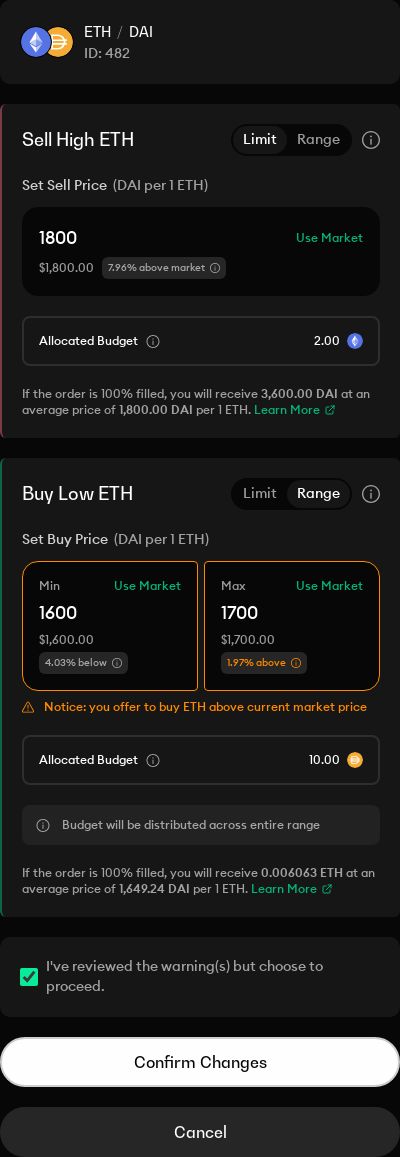 ETH / DAI
ID: 482
Sell High ETH
Limit Range
Set Sell Price (DAI per 1 ETH)
1800 Use Market
$1,800.00 7.96% above market
Allocated Budget 2.00
If the order is 100% filled, you will receive 3,600.00 DAI at an
average price of 1,800.00 DAI per 1 ETH. Learn More
Buy Low ETH
Limit Range
Set Buy Price (DAI per 1 ETH)
Min Use Market Max Use Market
1600 1700
$1,600.00 $1,700.00
4.03% below 1.97% above
Notice: you offer to buy ETH above current market price
Allocated Budget 10.00
Budget will be distributed across entire range
If the order is 100% filled, you will receive 0.006063 ETH at an
average price of 1,649.24 DAI per 1 ETH. Learn More
I've reviewed the warning(s) but choose to
proceed.
Confirm Changes
Cancel